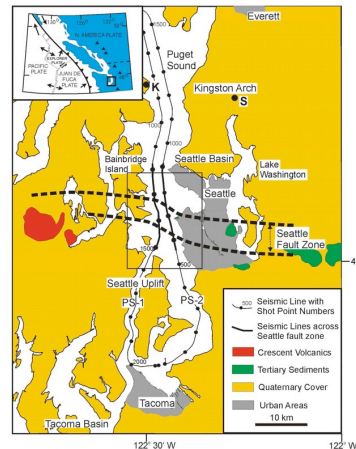 130°
N. AMERICA PLATE
EXPLORER
PLATE
PACIFIC
PLATE
JUAN DE
FUCA
PLATE
Everett
1500
Puget
Sound
K
Kingston Arch
S
1000
1000
Bainbridge
Island
Seattle Basin
Lake
Washington
Seattle
Seattle
Fault Zone
1500
500
4
Seattle Uplift
PS-1
PS-2
2000
1
Tacoma
Tacoma Basin
500
Seismic Line with
Shot Point Numbers
Seismic Lines across
Seattle fault zone
Crescent Volcanics
Tertiary Sediments
Quaternary Cover
Urban Areas
10 km
122° 30' W
122° W